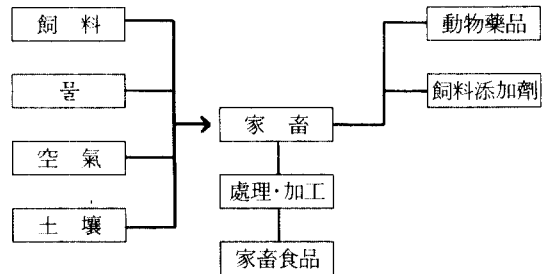 飼 料
물
空 氣
土 壤
家 畜
處理·加工
家畜食品
動物藥品
飼料添加劑